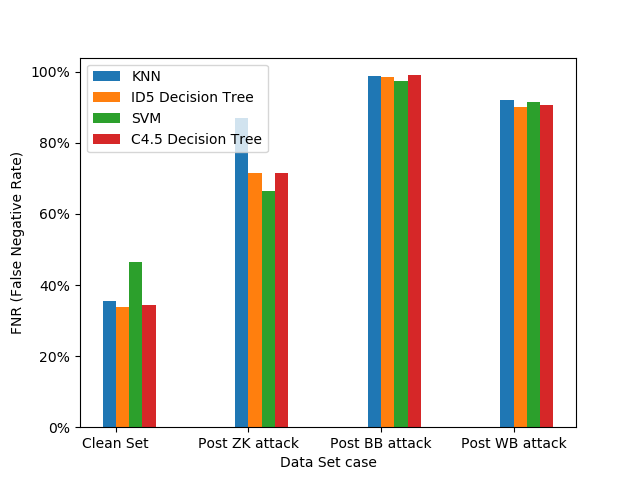 100%
80%
60%
40%
20%
0%
FNR (False Negative Rate)
KNN
ID5 Decision Tree
SVM
C4.5 Decision Tree
Clean Set
Post ZK attack
Post BB attack
Post WB attack
Data Set case